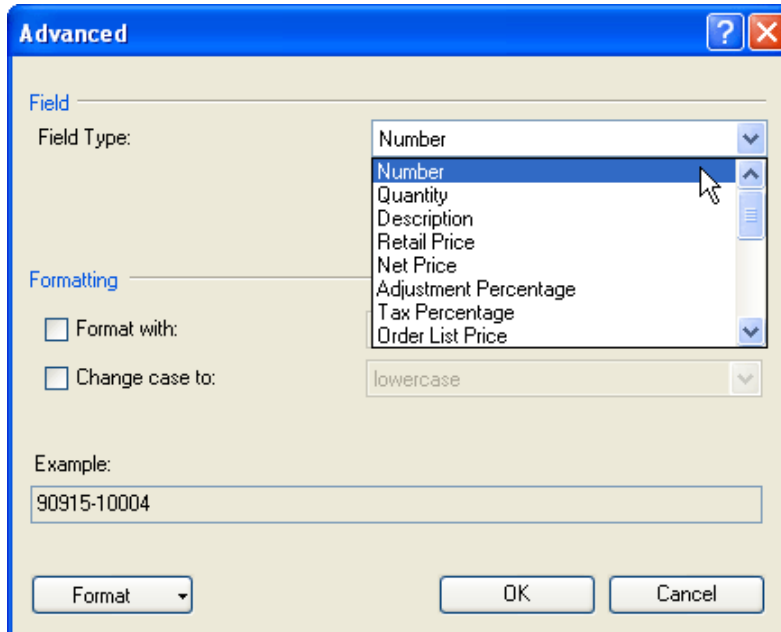 Advanced
Field
Field Type:
Number
Number
Quantity
Description
Retail Price
Net Price
Adjustment Percentage
Tax Percentage
Order List Price
Formatting
Format with:
Change case to:
lowercase
Example:
90915-10004
Format
OK
Cancel